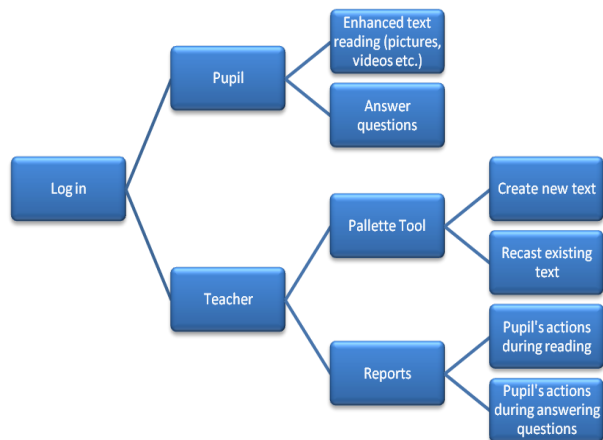 Enhanced text
reading (pictures,
videos etc.)
Pupil
Answer
questions
Log in
Create new text
Pallette Tool
Recast existing
text
Teacher
Pupil's actions
during reading
Reports
Pupil's actions
during answering
questions